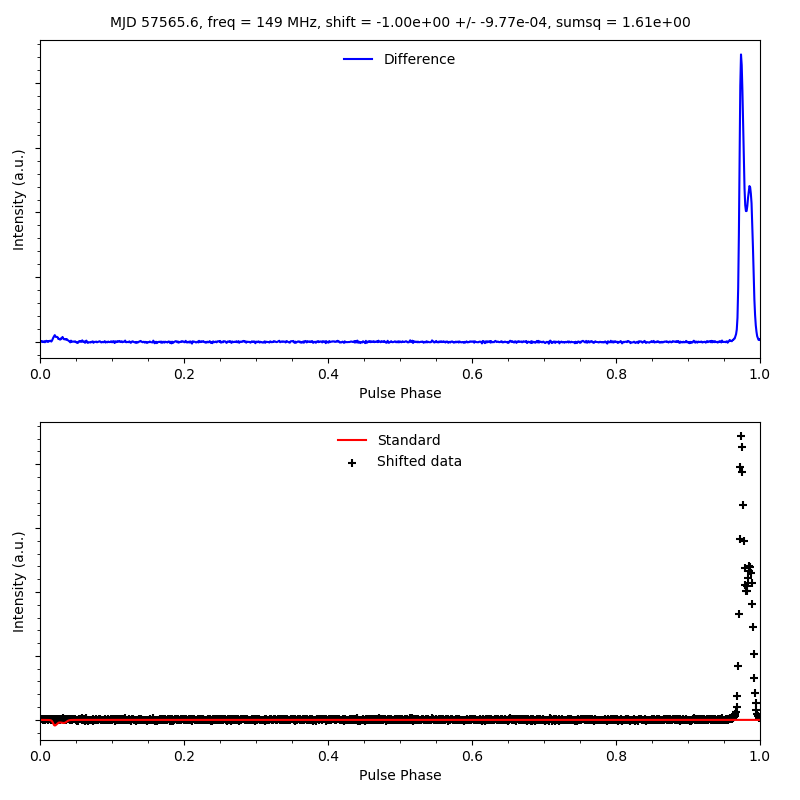 MJD 57565.6, freq = 149 MHz, shift = -1.00e+00 +/- -9.77e-04, sumsq = 1.61e+00
Difference
Intensity (a.u.)
0.0 0.2 0.4 0.6 0.8 1.0
Pulse Phase
Standard
Shifted data
Intensity (a.u.)
0.0 0.2 0.4 0.6 0.8 1.0
Pulse Phase